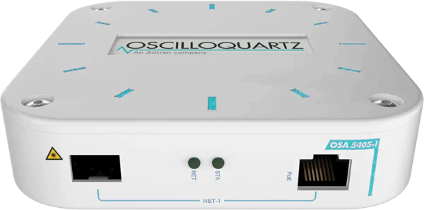 OSCILLOQUARTZ
An Adtran company
OSA 5405-I
NET
STA
PoE
NET-1